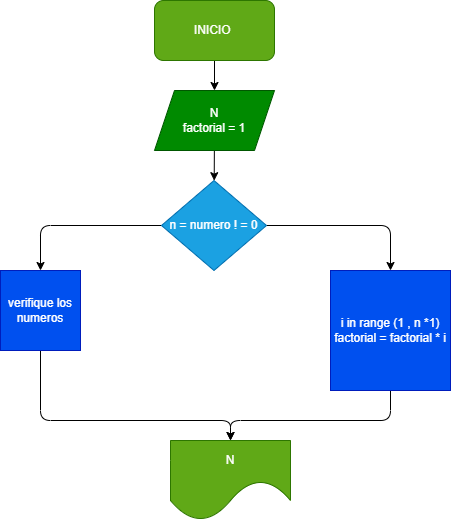 INICIO
N
factorial = 1
n = numero ! = 0
verifique los
numeros
i in range (1 , n *1)
factorial = factorial * i
N